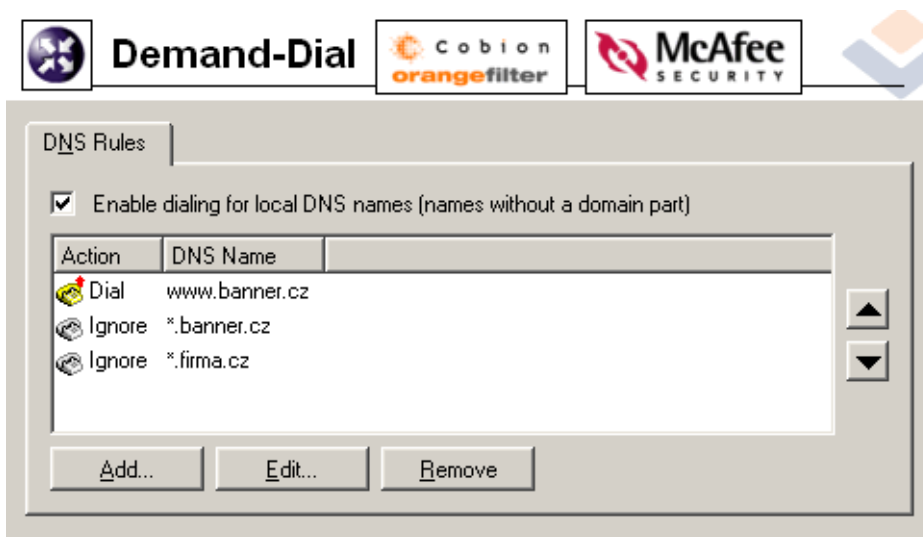 Demand-Dial
Cobion
orangefilter
McAfee
SECURITY
DNS Rules
Enable dialing for local DNS names (names without a domain part)
Action DNS Name
Dial www.banner.cz
Ignore *.banner.cz
Ignore *.firma.cz
Add... Edit... Remove